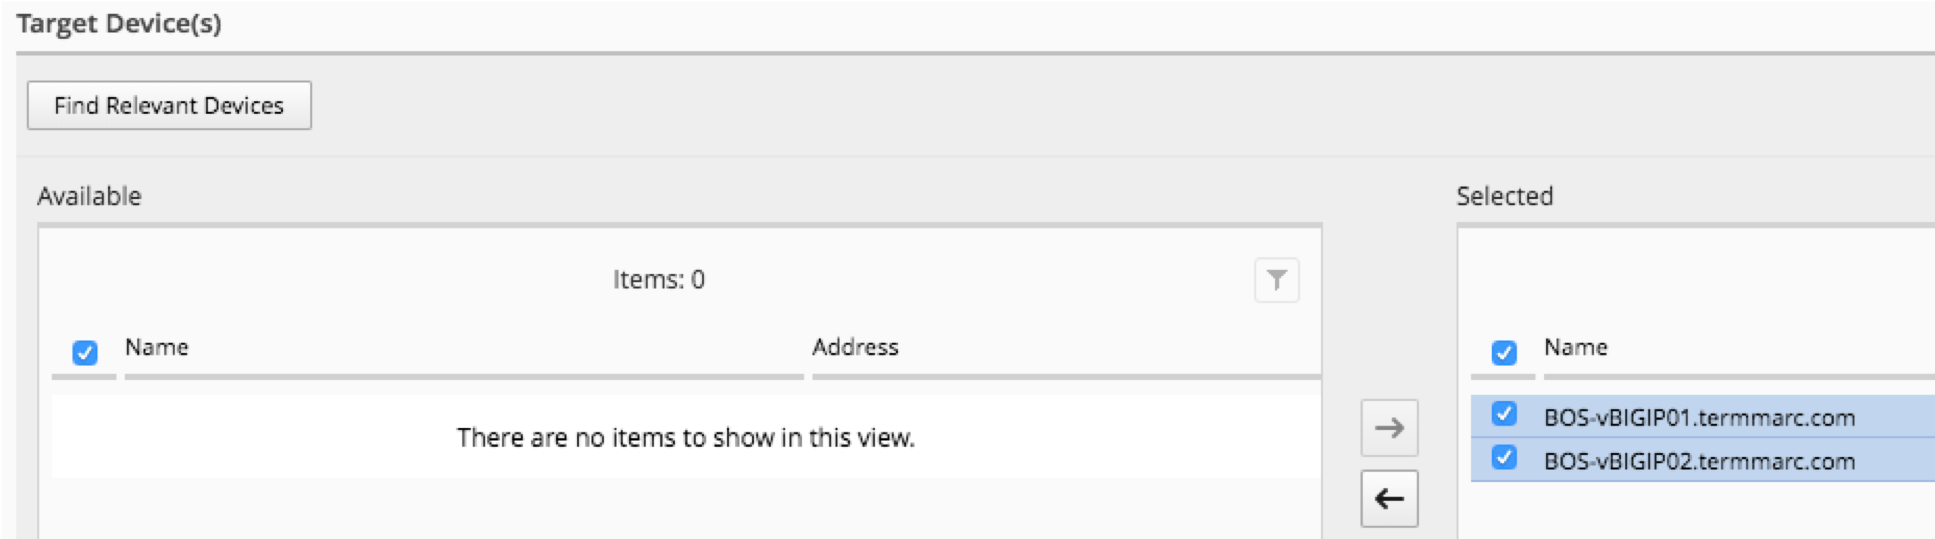 Target Device(s)
Find Relevant Devices
Available
Selected
Items: 0
Name
Address
Name
There are no items to show in this view.
BOS-vBIGIP01.termmarc.com
BOS-vBIGIP02.termmarc.com